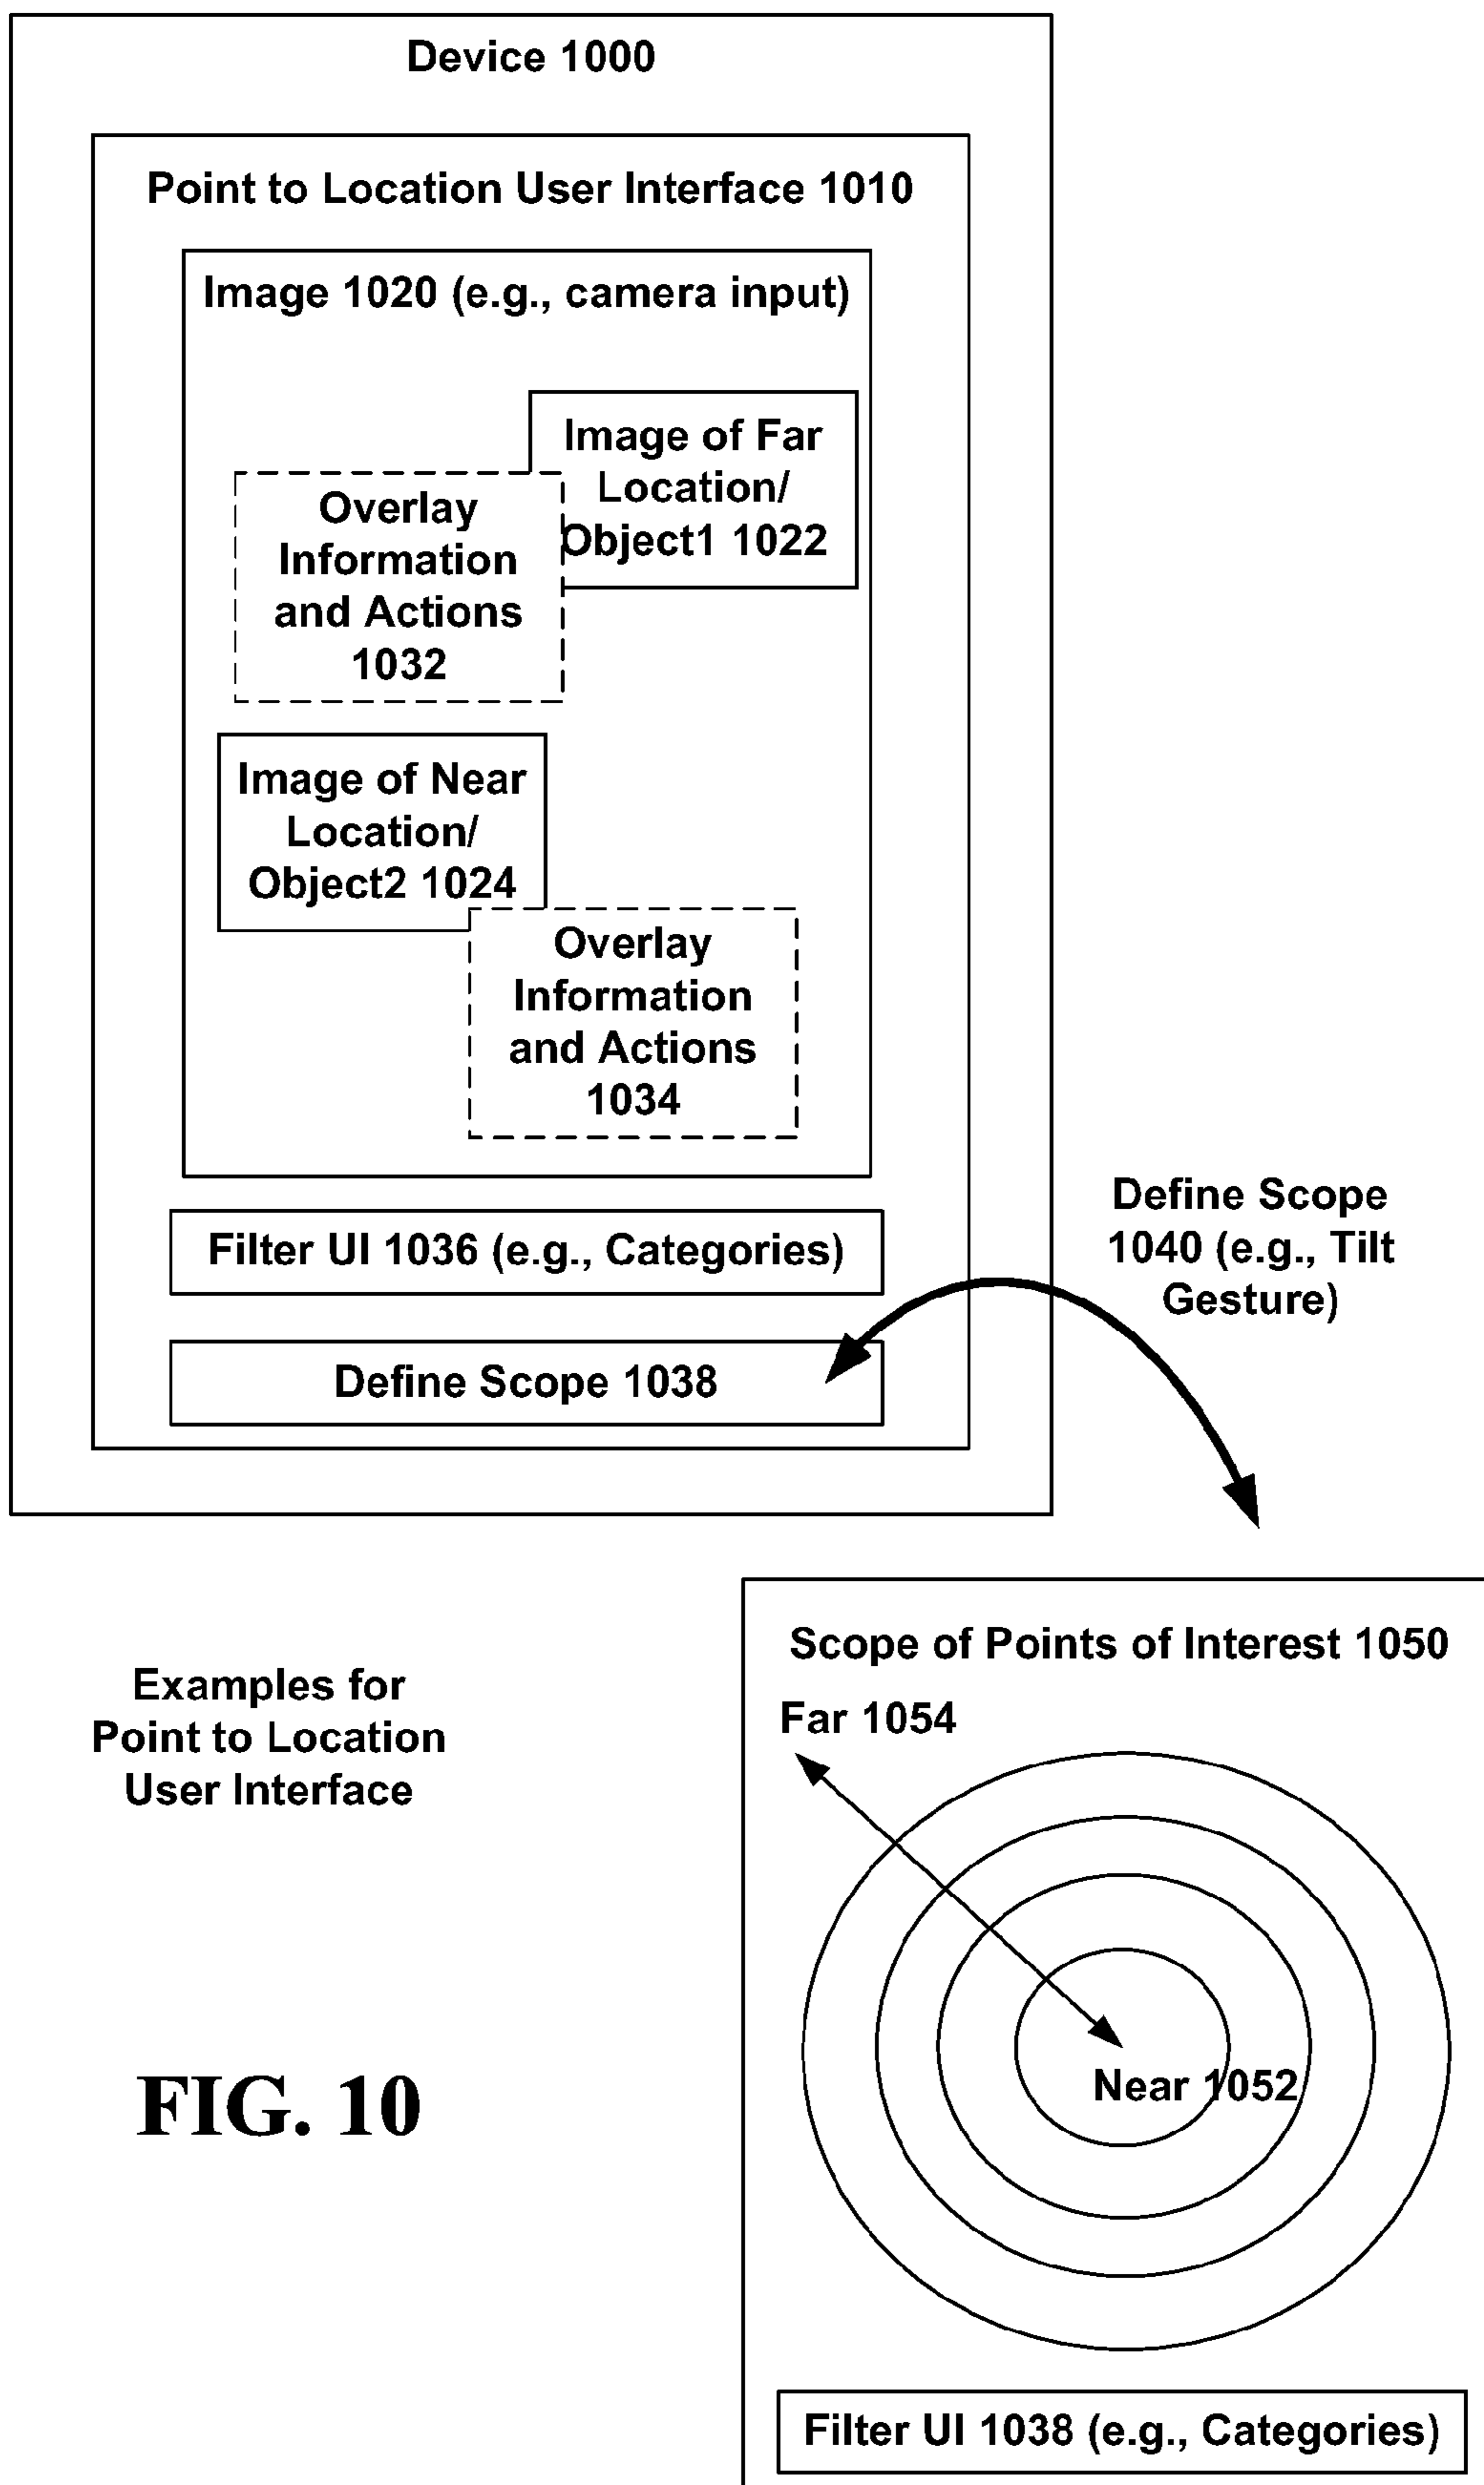 Device 1000
Point to Location User Interface 1010
Image 1020 (e.g., camera input)
Image of Far
Location/
Object1 1022
Overlay
Information
and Actions
1032
Image of Near
Location/
Object2 1024
Overlay
Information
and Actions
1034
Filter UI 1036 (e.g., Categories)
Define Scope 1038
Define Scope
1040 (e.g., Tilt
Gesture)
Examples for
Point to Location
User Interface
FIG. 10
Scope of Points of Interest 1050
Far 1054
Near 1052
Filter UI 1038 (e.g., Categories)